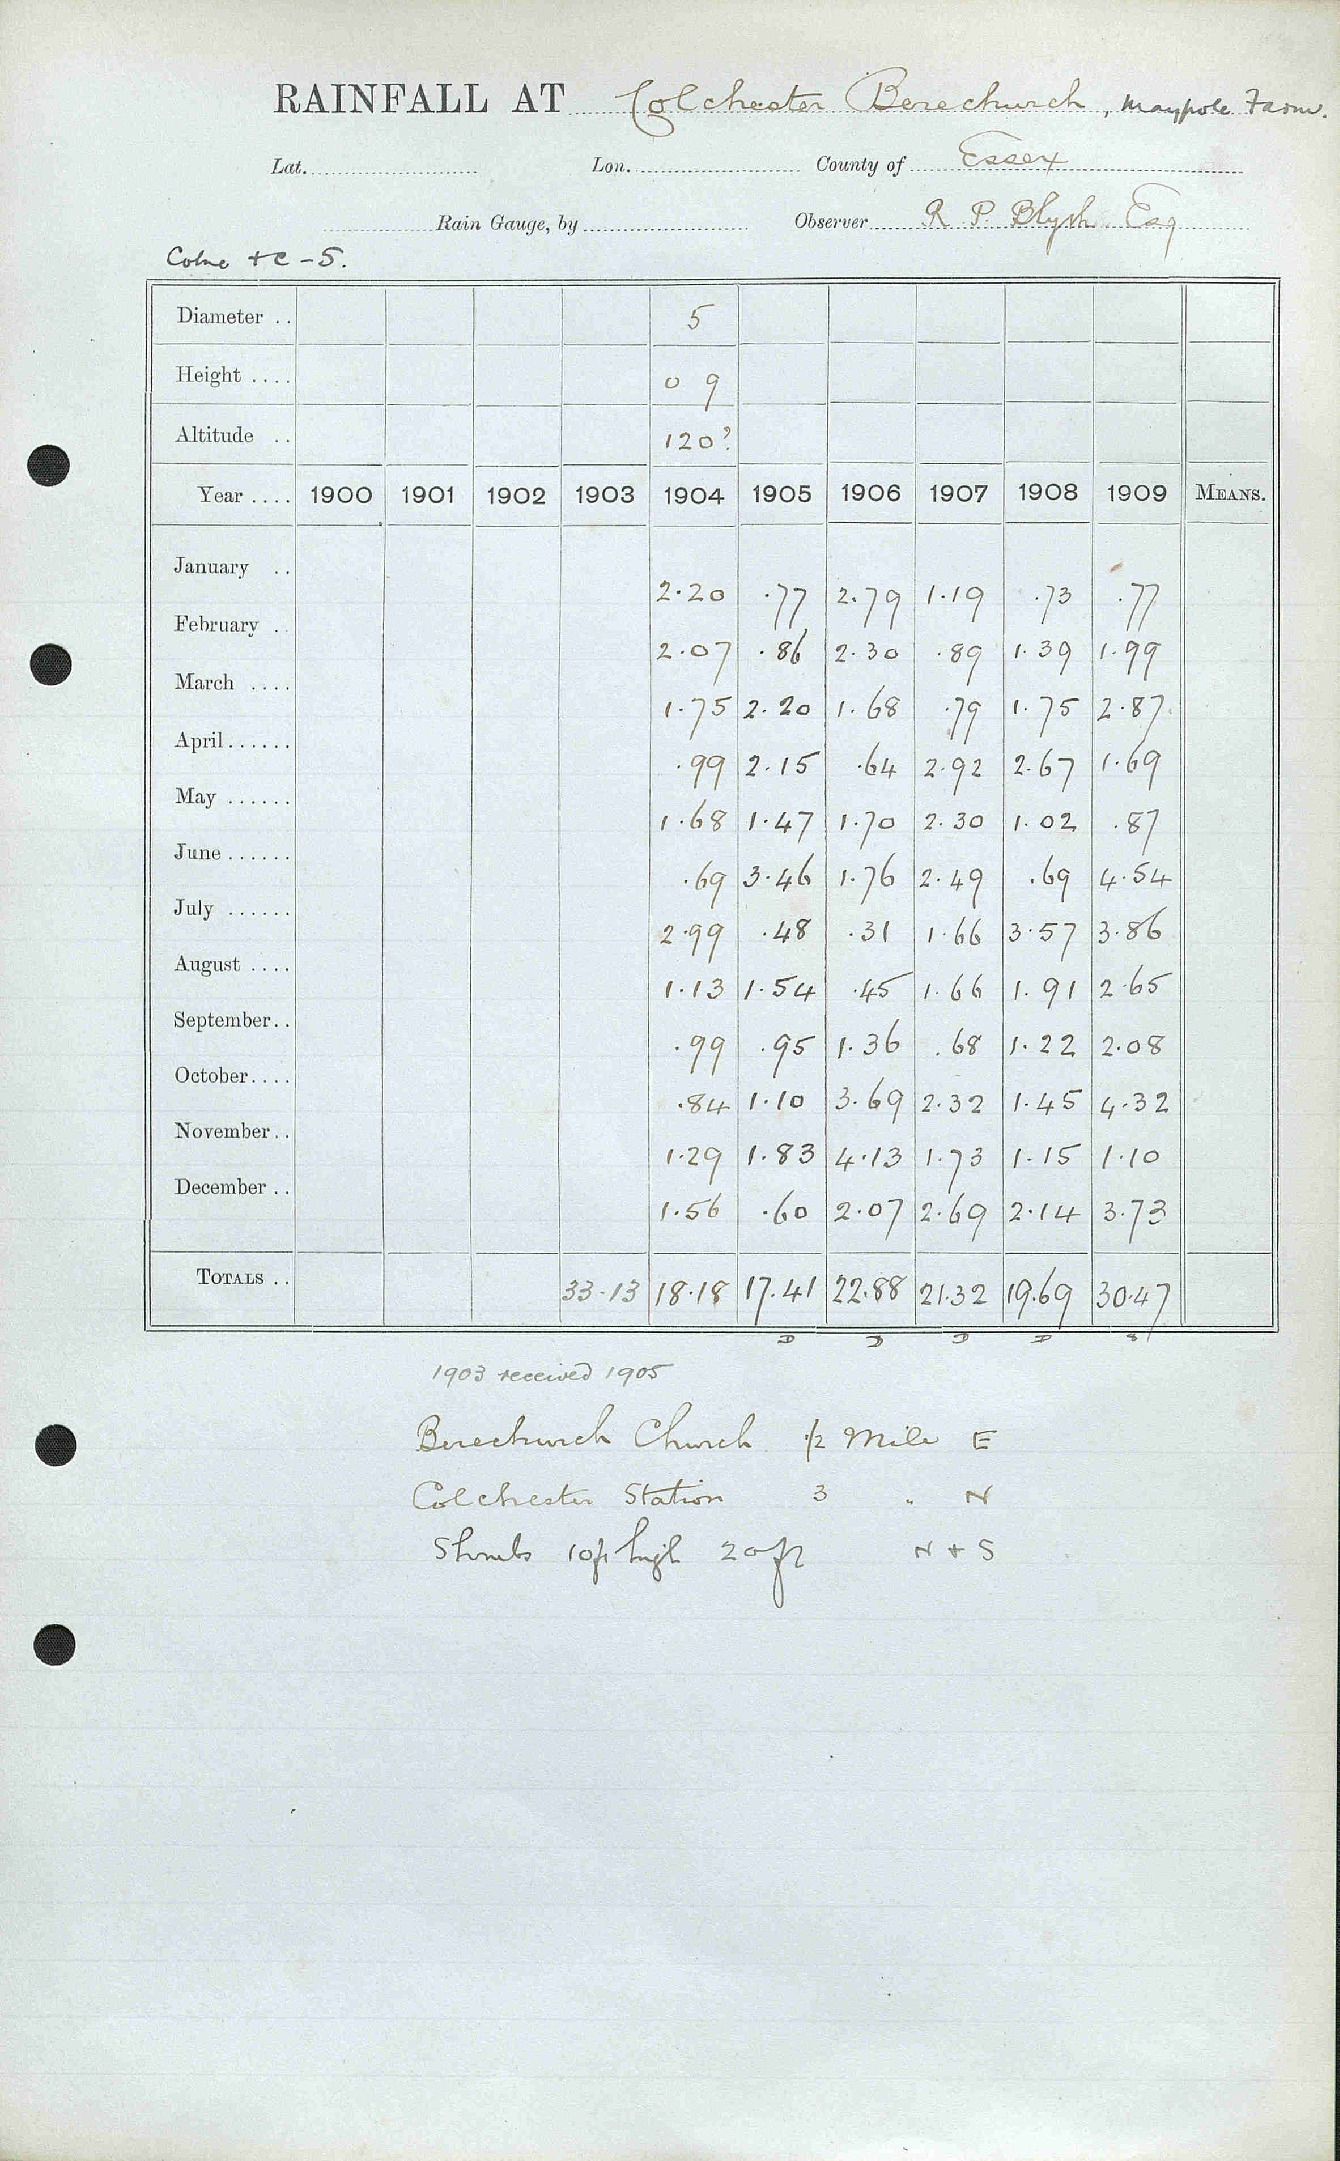 RAINFALL AT Colchester Berechurch, Maypole Farm.
Lat. Lon. County of Essex
Rain Gauge, by Observer R P Blyth Esq
Colne &c - 5.
Diameter .. 5
Height .... 0 9
Altitude .. 120?
Year .... 1900 1901 1902 1903 1904 1905 1906 1907 1908 1909 MEANS.
January .. 2.20 .77 2.79 1.19 .73 .77
February .. 2.07 .86 2.30 .89 1.39 1.99
March .... 1.75 2.20 1.68 .79 1.75 2.87
April...... .99 2.15 .64 2.92 2.67 1.69
May ...... 1.68 1.47 1.70 2.30 1.02 .87
June ...... .69 3.46 1.76 2.49 .69 4.54
July ...... 2.99 .48 .31 1.66 3.57 3.86
August .... 1.13 1.54 .45 1.66 1.91 2.65
September.. .99 .95 1.36 .68 1.22 2.08
October.... .84 1.10 3.69 2.32 1.45 4.32
November.. 1.29 1.83 4.13 1.73 1.15 1.10
December .. 1.56 .60 2.07 2.69 2.14 3.73
TOTALS .. 33.13 18.18 17.41 22.88 21.32 19.69 30.47
D D D D
1903 received 1905
Berechurch Church 1/2 Mile E
Colchester Station 3 " N
Shrubs 10ft high 20ft N + S